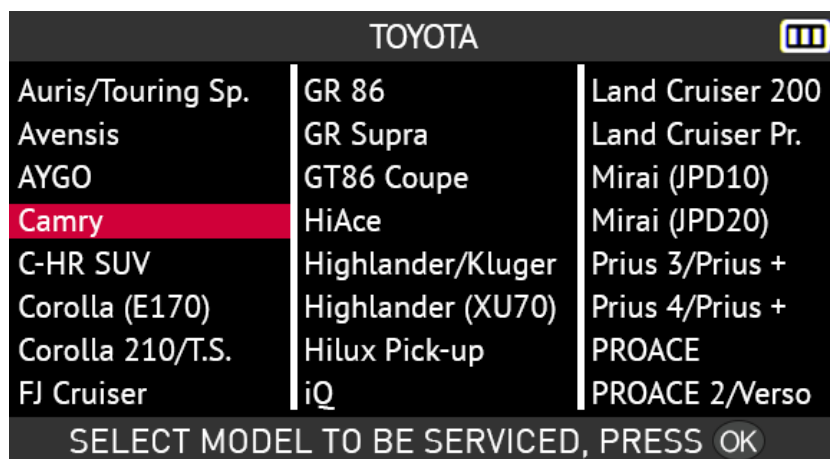 TOYOTA
Auris/Touring Sp.
Avensis
AYGO
Camry
C-HR SUV
Corolla (E170)
Corolla 210/T.S.
FJ Cruiser
GR 86
GR Supra
GT86 Coupe
HiAce
Highlander/Kluger
Highlander (XU70)
Hilux Pick-up
iQ
Land Cruiser 200
Land Cruiser Pr.
Mirai (JPD10)
Mirai (JPD20)
Prius 3/Prius +
Prius 4/Prius +
PROACE
PROACE 2/Verso
SELECT MODEL TO BE SERVICED, PRESS OK